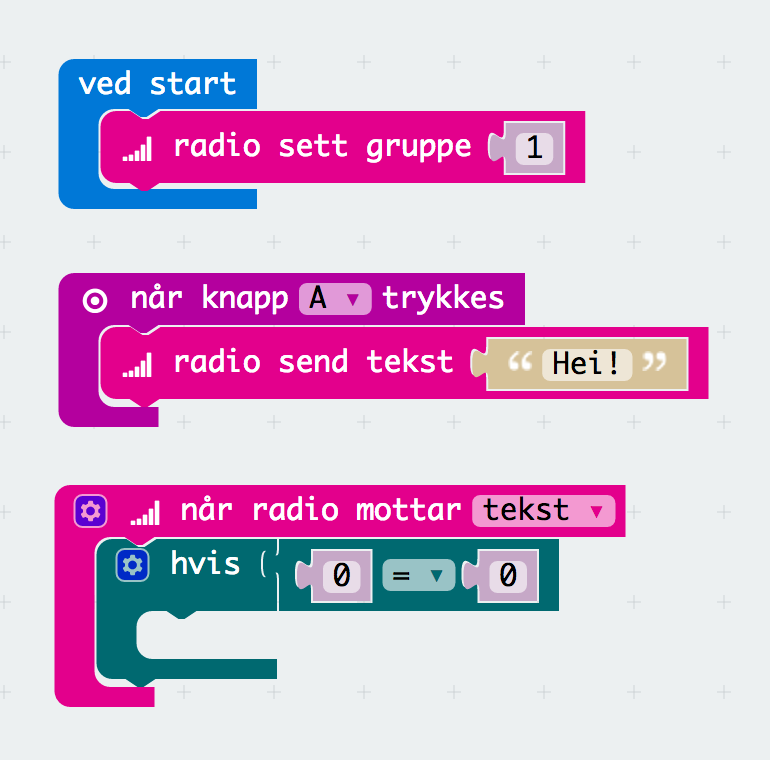 ved start
radio sett gruppe 1
når knapp A ▾ trykkes
radio send tekst “ Hei! ”
når radio mottar tekst ▾
hvis 0 = ▾ 0